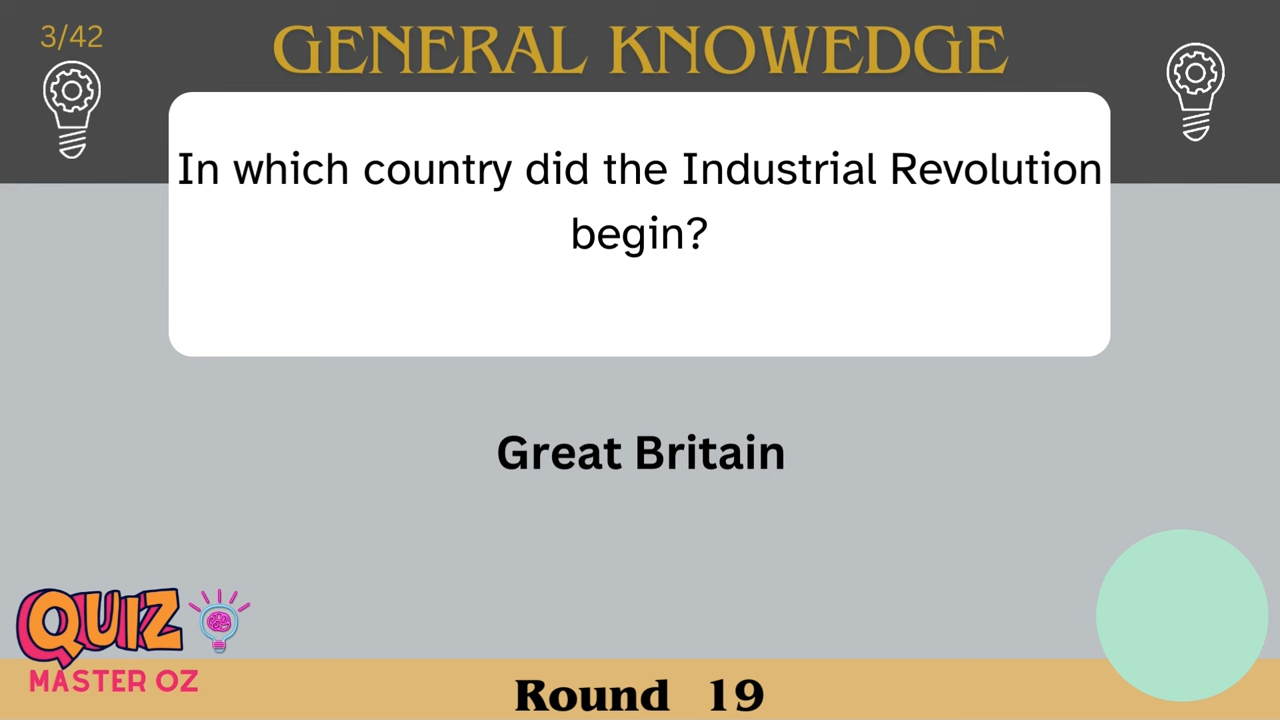 3/42
GENERAL KNOWEDGE
In which country did the Industrial Revolution
begin?
Great Britain
QUIZ
MASTER OZ
Round 19